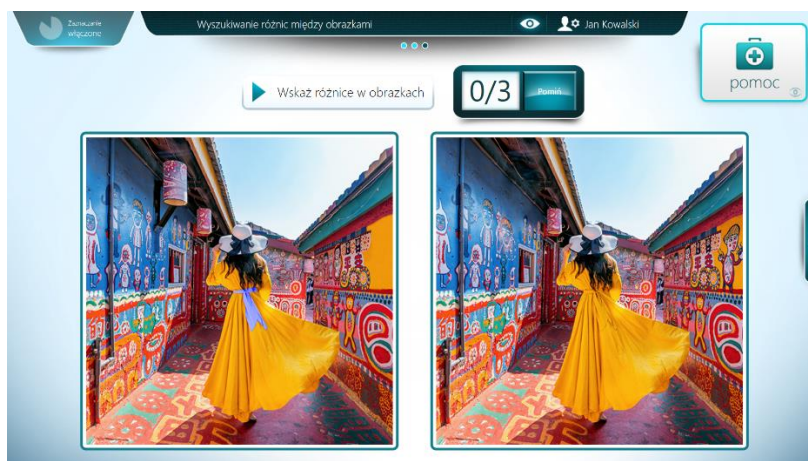 Zaznaczanie
włączone
Wyszukiwanie różnic między obrazkami
Jan Kowalski
Wskaż różnice w obrazkach
0/3
Pomiń
pomoc